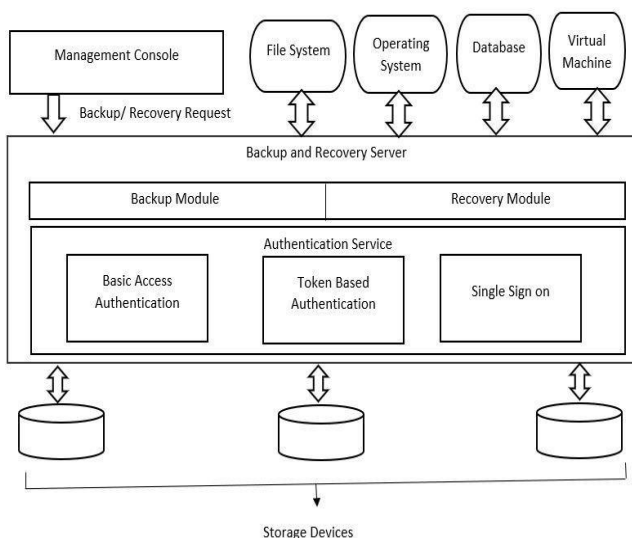 Management Console
File System
Operating
System
Database
Virtual
Machine
Backup/ Recovery Request
Backup and Recovery Server
Backup Module
Recovery Module
Authentication Service
Basic Access
Authentication
Token Based
Authentication
Single Sign on
Storage Devices